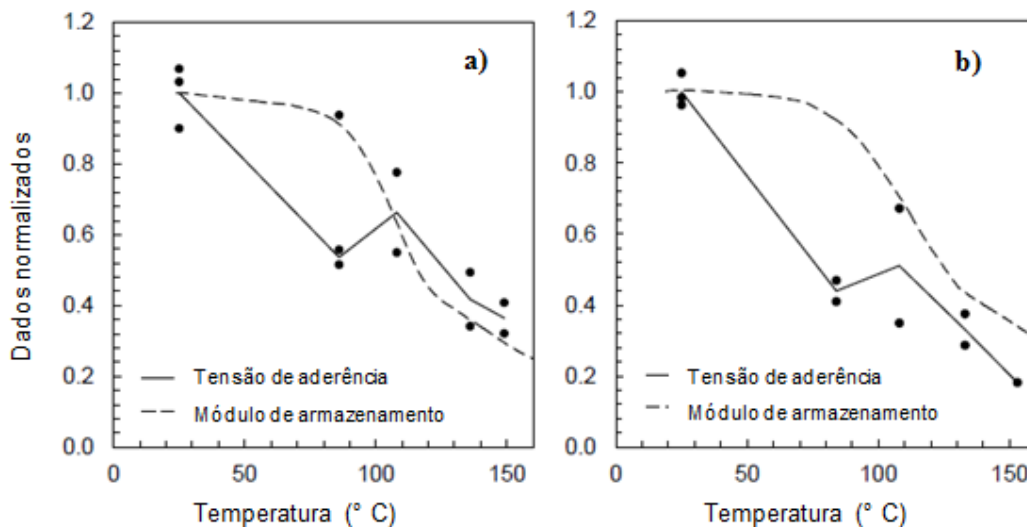 Dados normalizados
1.2
1.0
0.8
0.6
0.4
0.2
0.0
a)
Tensão de aderência
Módulo de armazenamento
0 50 100 150
Temperatura (° C)
1.2
1.0
0.8
0.6
0.4
0.2
0.0
b)
Tensão de aderência
Módulo de armazenamento
0 50 100 150
Temperatura (° C)